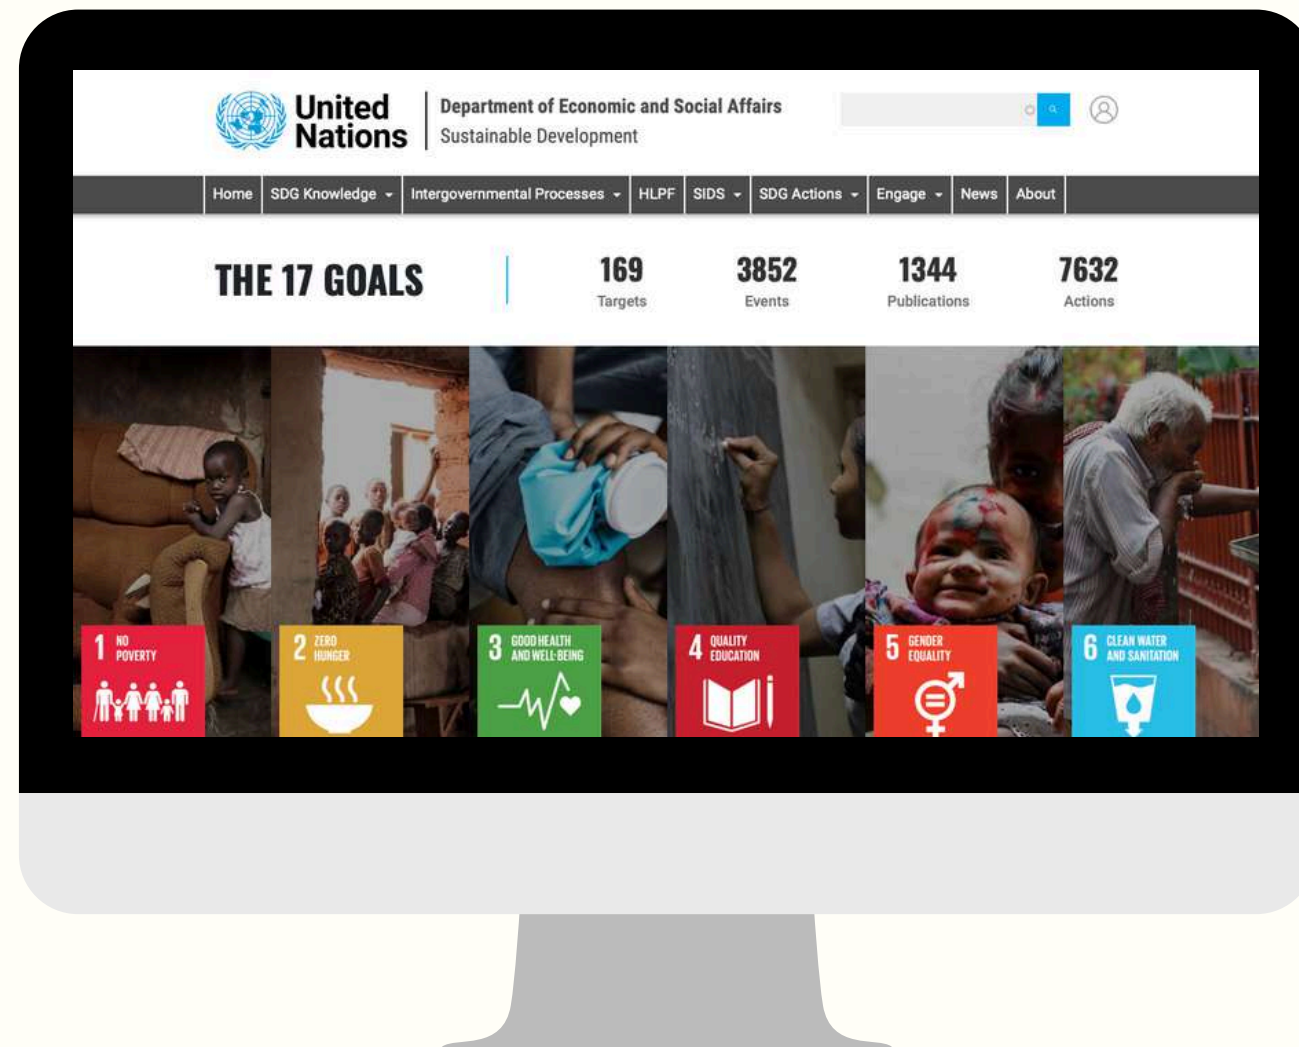 United
Nations
Department of Economic and Social Affairs
Sustainable Development
Home SDG Knowledge Intergovernmental Processes HLPF SIDS SDG Actions Engage News About
THE 17 GOALS
169
Targets
3852
Events
1344
Publications
7632
Actions
1 NO
POVERTY
2 ZERO
HUNGER
3 GOOD HEALTH
AND WELL-BEING
4 QUALITY
EDUCATION
5 GENDER
EQUALITY
6 CLEAN WATER
AND SANITATION